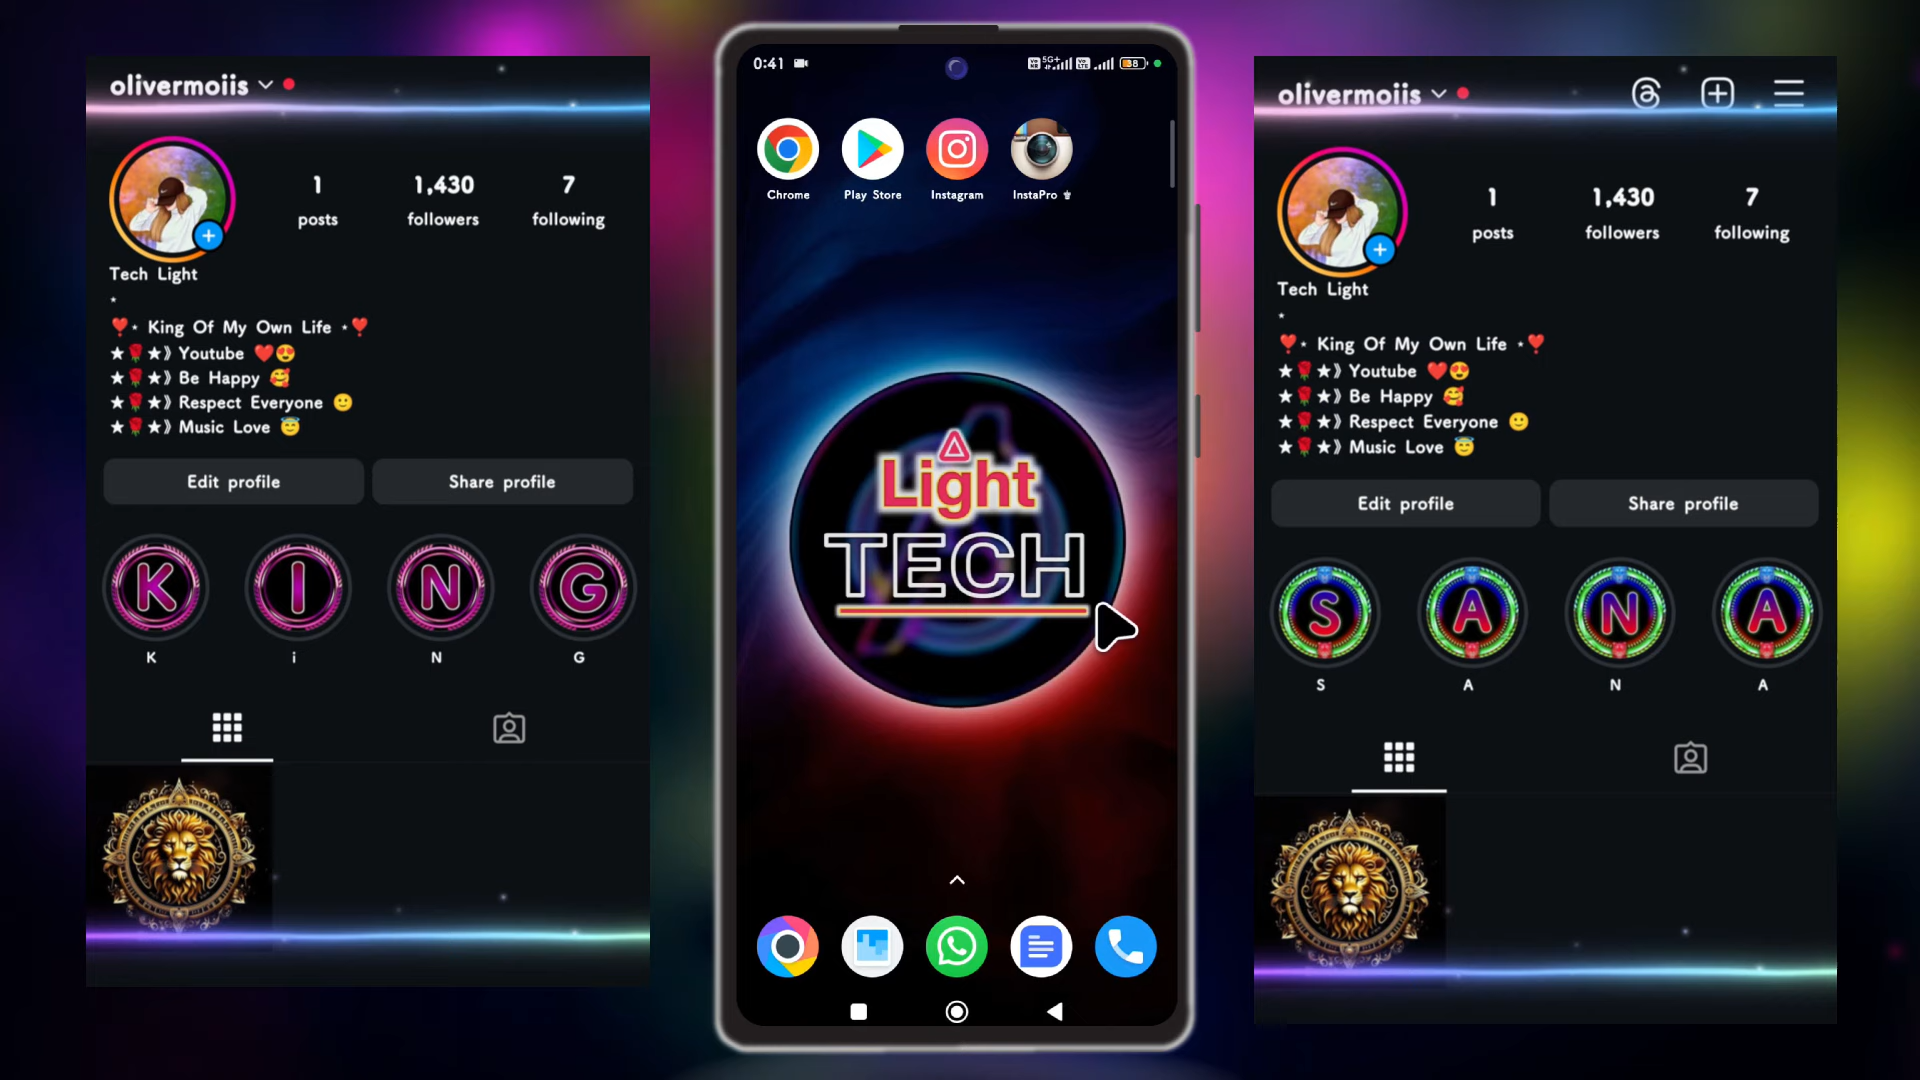 olivermoiis
1 1,430 7
posts followers following
Tech Light
King Of My Own Life
Youtube
Be Happy
Respect Everyone
Music Love
Edit profile Share profile
K I N G
K i N G
0:41 5G+ 38
Chrome Play Store Instagram InstaPro
Light
TECH
olivermoiis
1 1,430 7
posts followers following
Tech Light
King Of My Own Life
Youtube
Be Happy
Respect Everyone
Music Love
Edit profile Share profile
S A N A
S A N A